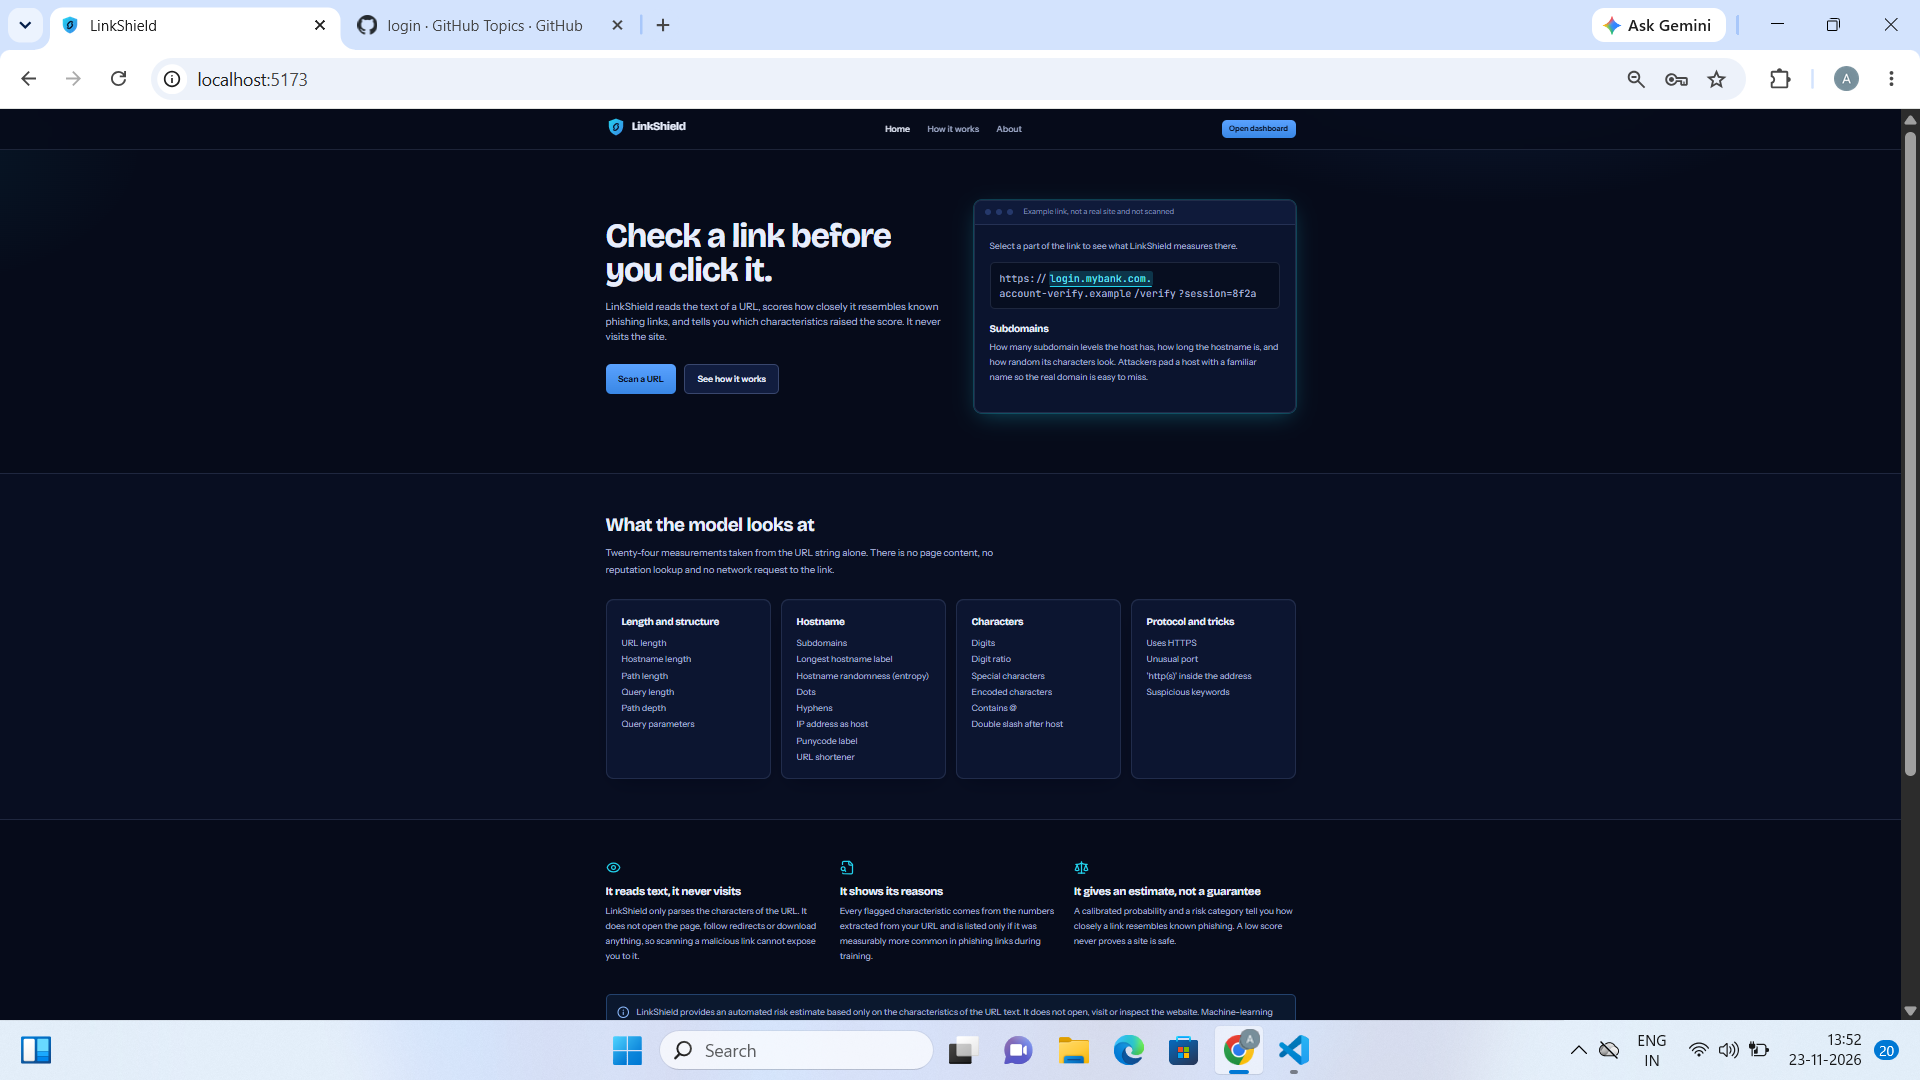 LinkShield
login · GitHub Topics · GitHub
Ask Gemini
localhost:5173
A
LinkShield
Home
How it works
About
Open dashboard
Check a link before
you click it.
LinkShield reads the text of a URL, scores how closely it resembles known
phishing links, and tells you which characteristics raised the score. It never
visits the site.
Scan a URL
See how it works
Example link, not a real site and not scanned
Select a part of the link to see what LinkShield measures there.
https://login.mybank.com.
account-verify.example/verify?session=8f2a
Subdomains
How many subdomain levels the host has, how long the hostname is, and
how random its characters look. Attackers pad a host with a familiar
name so the real domain is easy to miss.
What the model looks at
Twenty-four measurements taken from the URL string alone. There is no page content, no
reputation lookup and no network request to the link.
Length and structure
URL length
Hostname length
Path length
Query length
Path depth
Query parameters
Hostname
Subdomains
Longest hostname label
Hostname randomness (entropy)
Dots
Hyphens
IP address as host
Punycode label
URL shortener
Characters
Digits
Digit ratio
Special characters
Encoded characters
Contains @
Double slash after host
Protocol and tricks
Uses HTTPS
Unusual port
'http(s)' inside the address
Suspicious keywords
It reads text, it never visits
LinkShield only parses the characters of the URL. It
does not open the page, follow redirects or download
anything, so scanning a malicious link cannot expose
you to it.
It shows its reasons
Every flagged characteristic comes from the numbers
extracted from your URL and is listed only if it was
measurably more common in phishing links during
training.
It gives an estimate, not a guarantee
A calibrated probability and a risk category tell you how
closely a link resembles known phishing. A low score
never proves a site is safe.
LinkShield provides an automated risk estimate based only on the characteristics of the URL text. It does not open, visit or inspect the website. Machine-learning
Search
A
ENG
IN
13:52
23-11-2026
20